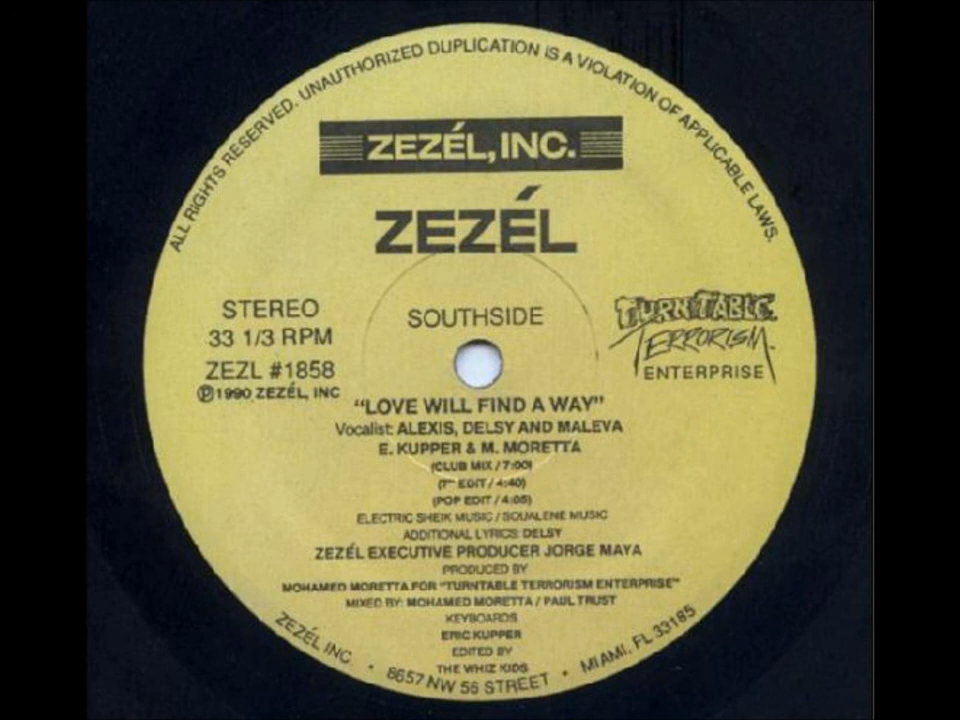 ALL RIGHTS RESERVED. UNAUTHORIZED DUPLICATION IS A VIOLATION OF APPLICABLE LAWS.
ZEZÉL, INC.
ZEZÉL
STEREO
33 1/3 RPM
ZEZL #1858
℗1990 ZEZÉL, INC
SOUTHSIDE
TURNTABLE
TERRORISM
ENTERPRISE
"LOVE WILL FIND A WAY"
Vocalist: ALEXIS, DELSY AND MALEVA
E. KUPPER & M. MORETTA
(CLUB MIX / 7:00)
(7" EDIT / 4:40)
(POP EDIT / 4:05)
ELECTRIC SHEIK MUSIC / SQUALENE MUSIC
ADDITIONAL LYRICS: DELSY
ZEZÉL EXECUTIVE PRODUCER JORGE MAYA
PRODUCED BY
MOHAMED MORETTA FOR "TURNTABLE TERRORISM ENTERPRISE"
MIXED BY: MOHAMED MORETTA / PAUL TRUST
KEYBOARDS
ERIC KUPPER
EDITED BY
THE WHIZ KIDS
ZEZÉL INC. • 8657 NW 56 STREET • MIAMI, FL 33185